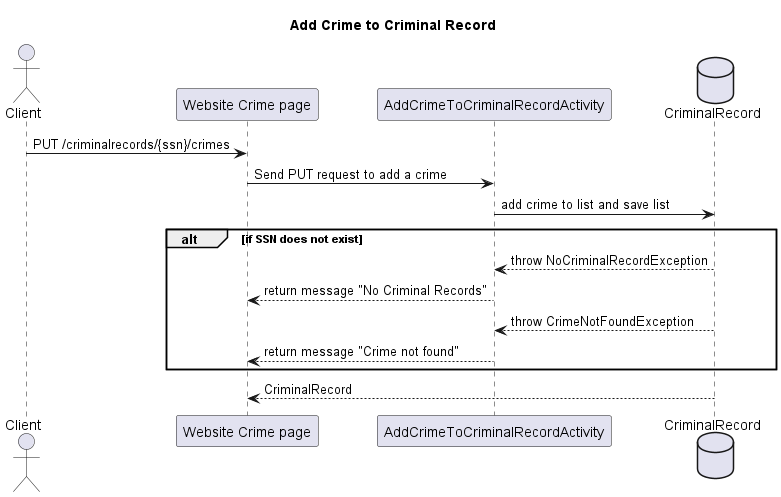 Add Crime to Criminal Record
Client
Website Crime page
AddCrimeToCriminalRecordActivity
CriminalRecord
PUT /criminalrecords/{ssn}/crimes
Send PUT request to add a crime
add crime to list and save list
alt
[if SSN does not exist]
throw NoCriminalRecordException
return message "No Criminal Records"
throw CrimeNotFoundException
return message "Crime not found"
CriminalRecord
Client
Website Crime page
AddCrimeToCriminalRecordActivity
CriminalRecord